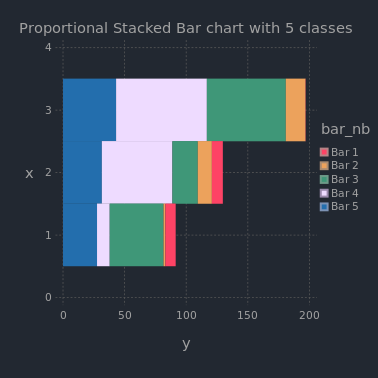 Proportional Stacked Bar chart with 5 classes
4
3
2
1
0
x
0 50 100 150 200
y
bar_nb
Bar 1
Bar 2
Bar 3
Bar 4
Bar 5